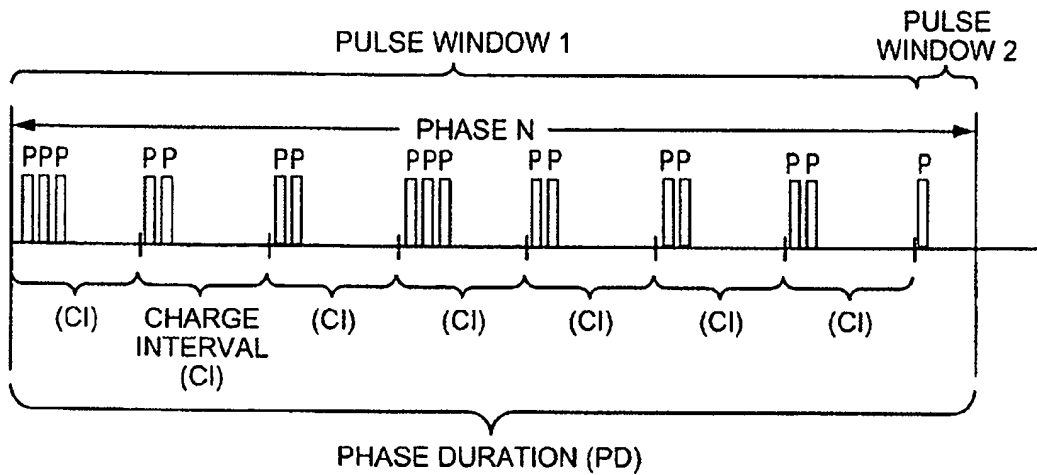 PULSE WINDOW 1
PULSE
WINDOW 2
PHASE N
PPP PP PP PPP PP PP PP P
(CI) CHARGE INTERVAL (CI) (CI) (CI) (CI) (CI) (CI)
PHASE DURATION (PD)